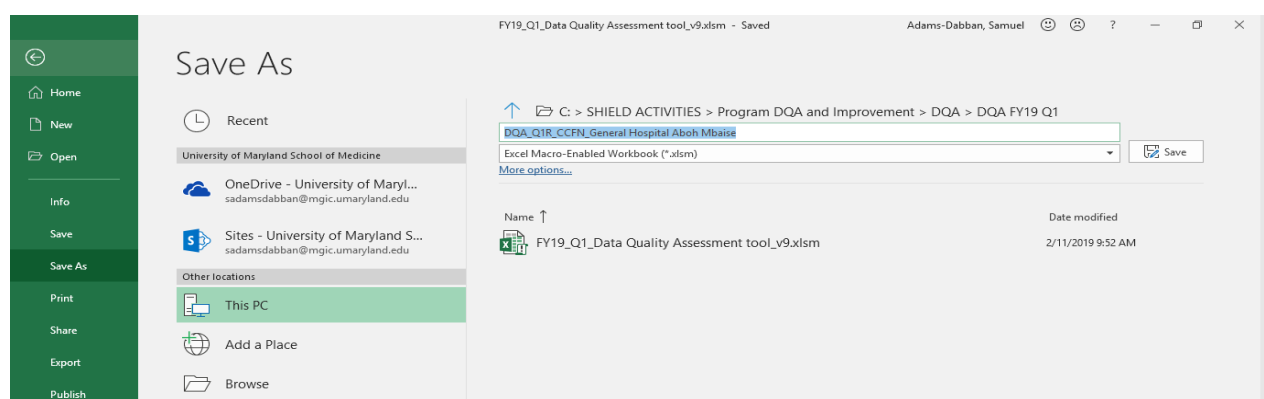 FY19_Q1_Data Quality Assessment tool_v9.xlsm - Saved
Adams-Dabban, Samuel
?
Save As
Home
New
Open
Info
Save
Save As
Print
Share
Export
Publish
Recent
University of Maryland School of Medicine
OneDrive - University of Maryl...
sadamsdabban@mgic.umaryland.edu
Sites - University of Maryland S...
sadamsdabban@mgic.umaryland.edu
Other locations
This PC
Add a Place
Browse
C: > SHIELD ACTIVITIES > Program DQA and Improvement > DQA > DQA FY19 Q1
DQA_Q1R_CCFN_General Hospital Aboh Mbaise
Excel Macro-Enabled Workbook (*.xlsm)
Save
More options...
Name ↑
Date modified
FY19_Q1_Data Quality Assessment tool_v9.xlsm
2/11/2019 9:52 AM